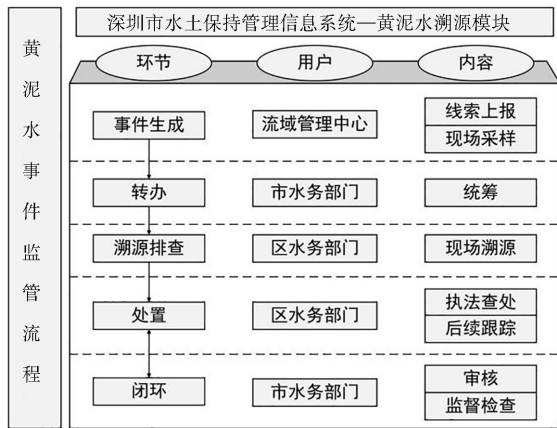 黄泥水事件监管流程
深圳市水土保持管理信息系统—黄泥水溯源模块
环节 用户 内容
事件生成 流域管理中心 线索上报
现场采样
转办 市水务部门 统筹
溯源排查 区水务部门 现场溯源
处置 区水务部门 执法查处
后续跟踪
闭环 市水务部门 审核
监督检查